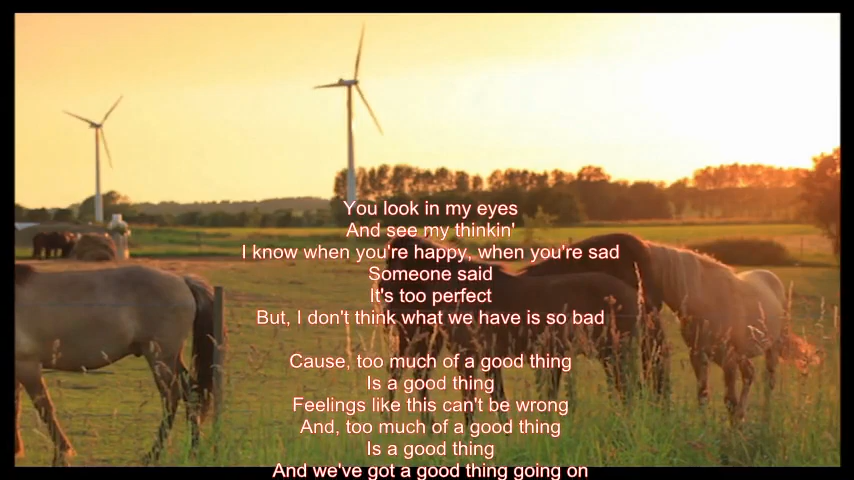 You look in my eyes
And see my thinkin'
I know when you're happy, when you're sad
Someone said
It's too perfect
But, I don't think what we have is so bad
Cause, too much of a good thing
Is a good thing
Feelings like this can't be wrong
And, too much of a good thing
Is a good thing
And we've got a good thing going on